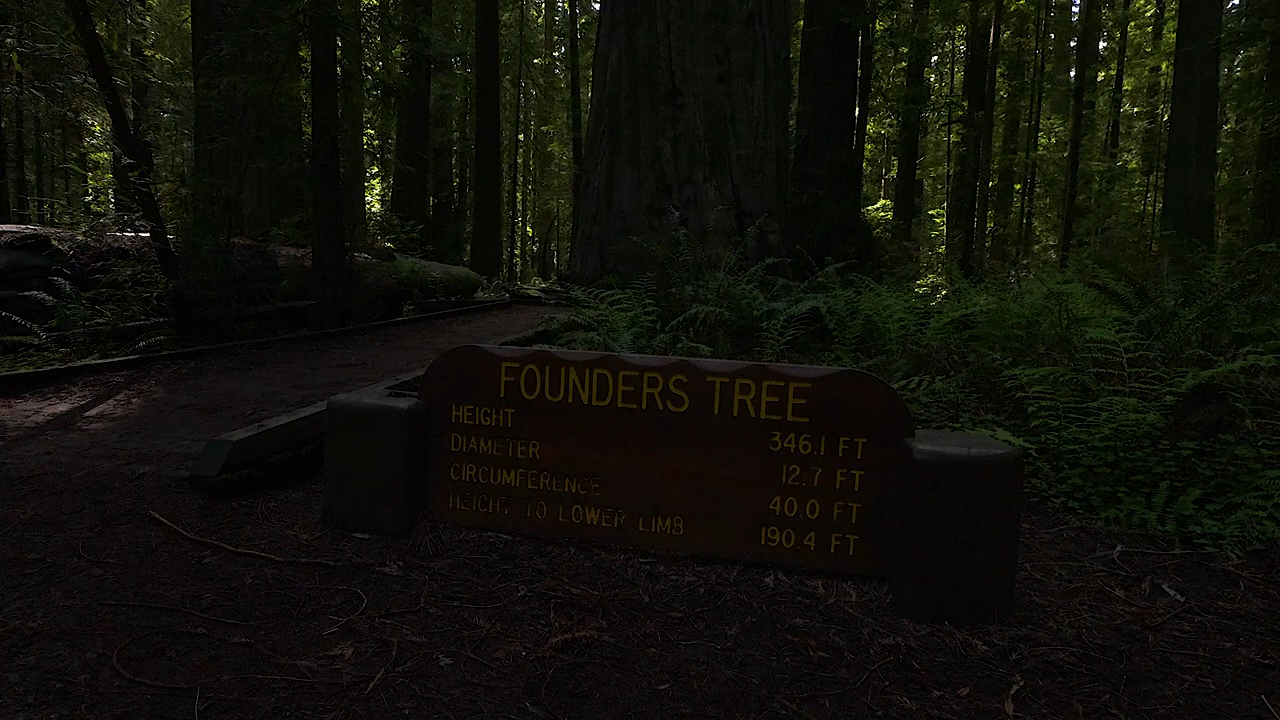 FOUNDERS TREE
HEIGHT 346.1 FT
DIAMETER 12.7 FT
CIRCUMFERENCE 40.0 FT
HEIGHT TO LOWER LIMB 190.4 FT